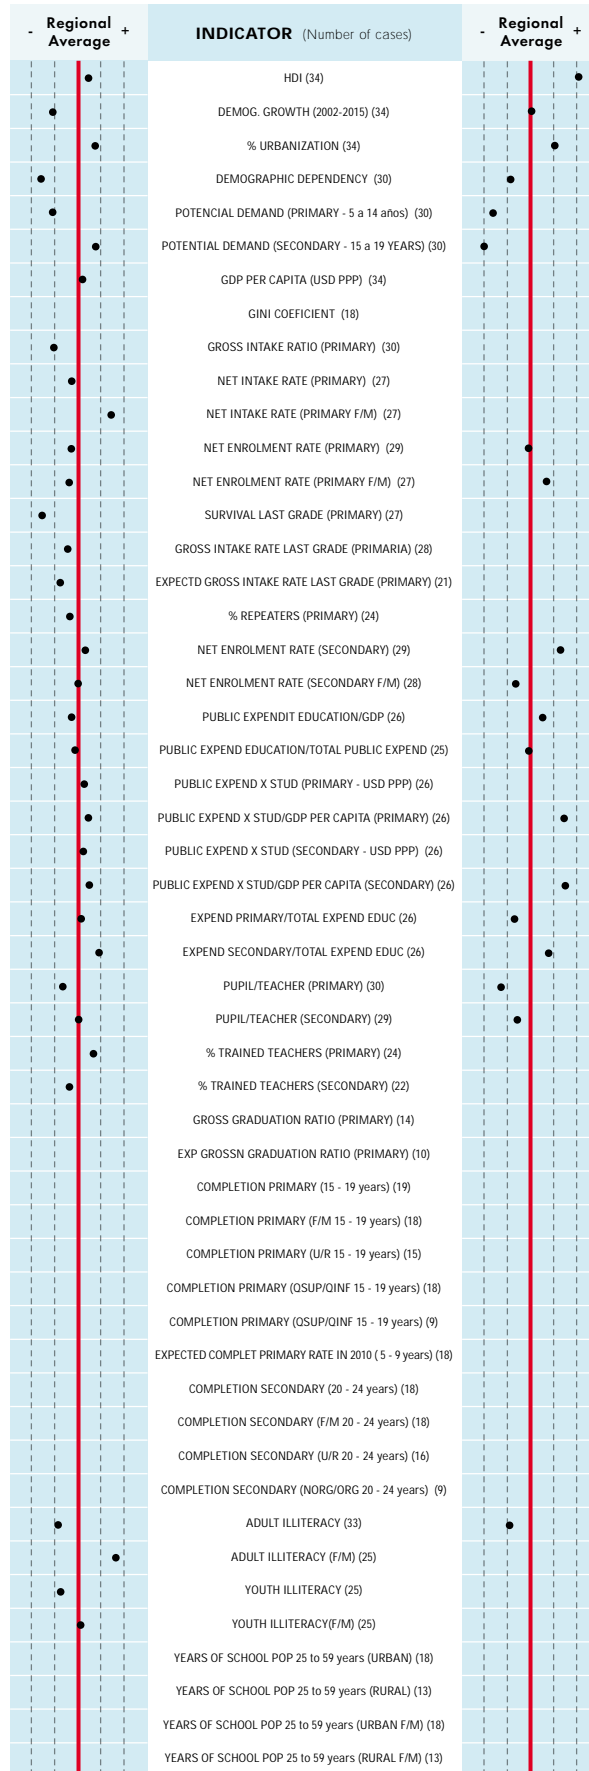 - Regional Average +
INDICATOR (Number of cases)
- Regional Average +
HDI (34)
DEMOG. GROWTH (2002-2015) (34)
% URBANIZATION (34)
DEMOGRAPHIC DEPENDENCY (30)
POTENCIAL DEMAND (PRIMARY - 5 a 14 años) (30)
POTENTIAL DEMAND (SECONDARY - 15 a 19 YEARS) (30)
GDP PER CAPITA (USD PPP) (34)
GINI COEFICIENT (18)
GROSS INTAKE RATIO (PRIMARY) (30)
NET INTAKE RATE (PRIMARY) (27)
NET INTAKE RATE (PRIMARY F/M) (27)
NET ENROLMENT RATE (PRIMARY) (29)
NET ENROLMENT RATE (PRIMARY F/M) (27)
SURVIVAL LAST GRADE (PRIMARY) (27)
GROSS INTAKE RATE LAST GRADE (PRIMARIA) (28)
EXPECTD GROSS INTAKE RATE LAST GRADE (PRIMARY) (21)
% REPEATERS (PRIMARY) (24)
NET ENROLMENT RATE (SECONDARY) (29)
NET ENROLMENT RATE (SECONDARY F/M) (28)
PUBLIC EXPENDIT EDUCATION/GDP (26)
PUBLIC EXPEND EDUCATION/TOTAL PUBLIC EXPEND (25)
PUBLIC EXPEND X STUD (PRIMARY - USD PPP) (26)
PUBLIC EXPEND X STUD/GDP PER CAPITA (PRIMARY) (26)
PUBLIC EXPEND X STUD (SECONDARY - USD PPP) (26)
PUBLIC EXPEND X STUD/GDP PER CAPITA (SECONDARY) (26)
EXPEND PRIMARY/TOTAL EXPEND EDUC (26)
EXPEND SECONDARY/TOTAL EXPEND EDUC (26)
PUPIL/TEACHER (PRIMARY) (30)
PUPIL/TEACHER (SECONDARY) (29)
% TRAINED TEACHERS (PRIMARY) (24)
% TRAINED TEACHERS (SECONDARY) (22)
GROSS GRADUATION RATIO (PRIMARY) (14)
EXP GROSSN GRADUATION RATIO (PRIMARY) (10)
COMPLETION PRIMARY (15 - 19 years) (19)
COMPLETION PRIMARY (F/M 15 - 19 years) (18)
COMPLETION PRIMARY (U/R 15 - 19 years) (15)
COMPLETION PRIMARY (QSUP/QINF 15 - 19 years) (18)
COMPLETION PRIMARY (QSUP/QINF 15 - 19 years) (9)
EXPECTED COMPLET PRIMARY RATE IN 2010 ( 5 - 9 years) (18)
COMPLETION SECONDARY (20 - 24 years) (18)
COMPLETION SECONDARY (F/M 20 - 24 years) (18)
COMPLETION SECONDARY (U/R 20 - 24 years) (16)
COMPLETION SECONDARY (NORG/ORG 20 - 24 years) (9)
ADULT ILLITERACY (33)
ADULT ILLITERACY (F/M) (25)
YOUTH ILLITERACY (25)
YOUTH ILLITERACY(F/M) (25)
YEARS OF SCHOOL POP 25 to 59 years (URBAN) (18)
YEARS OF SCHOOL POP 25 to 59 years (RURAL) (13)
YEARS OF SCHOOL POP 25 to 59 years (URBAN F/M) (18)
YEARS OF SCHOOL POP 25 to 59 years (RURAL F/M) (13)